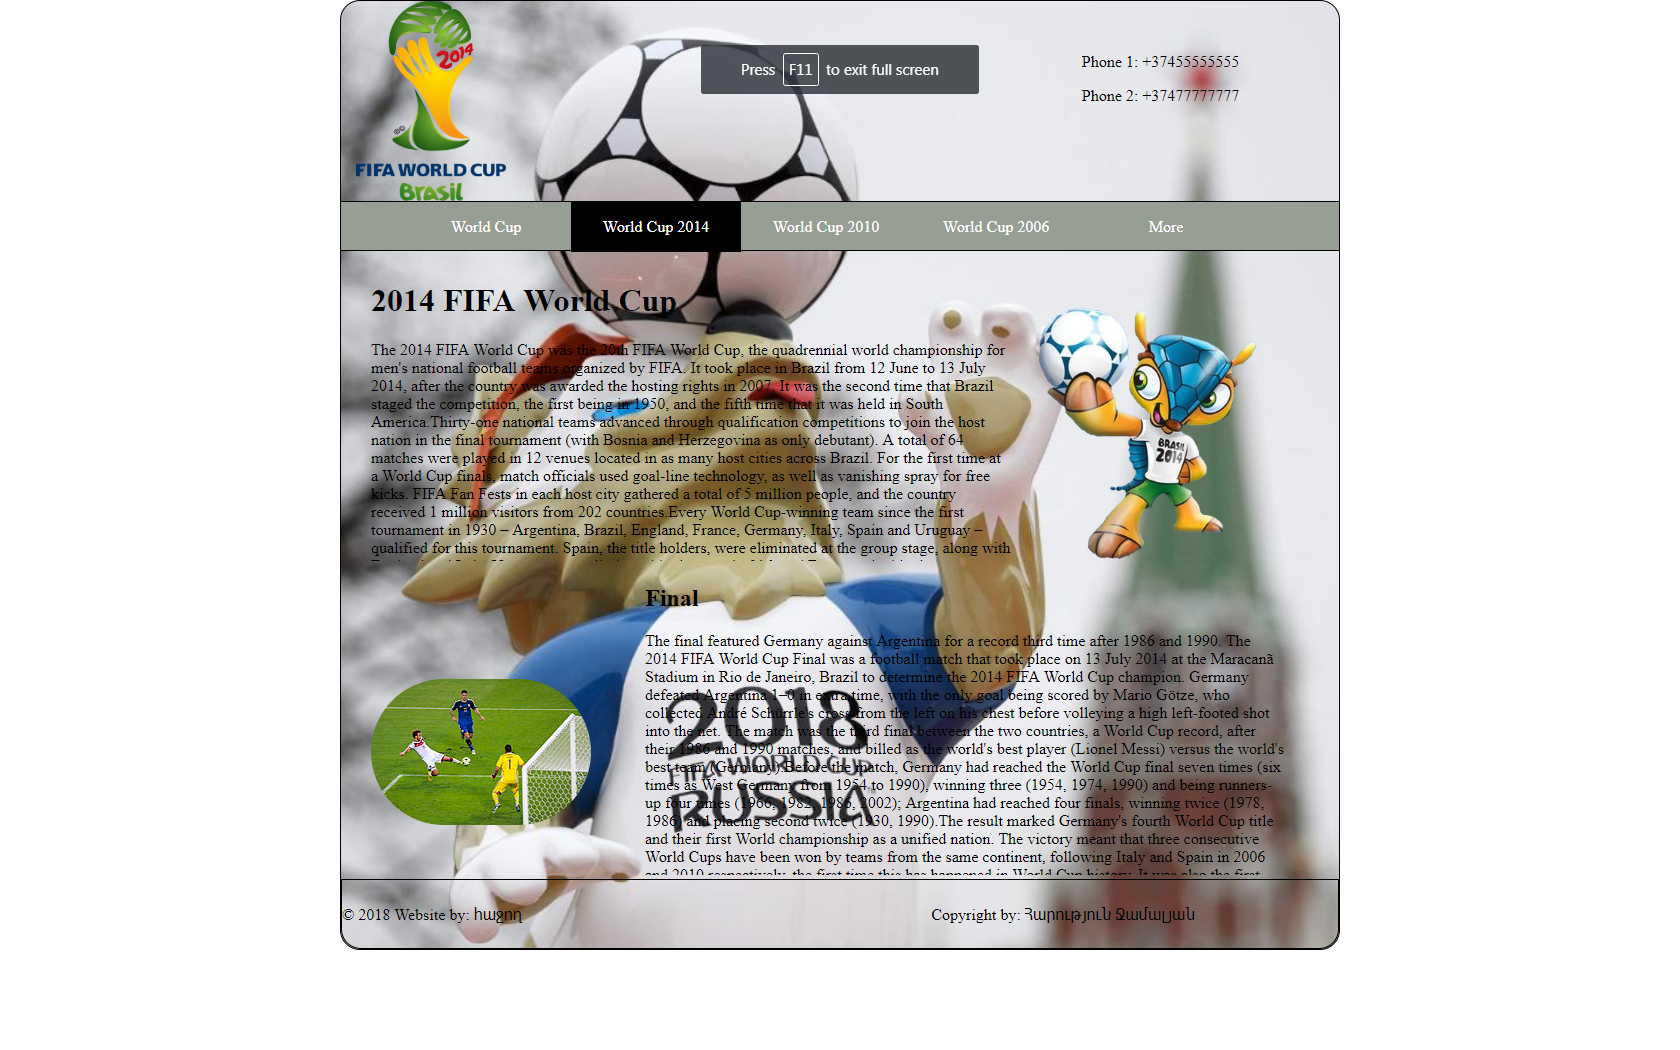 2014
FIFA WORLD CUP
Brasil
Press F11 to exit full screen
Phone 1: +37455555555
Phone 2: +37477777777
World Cup
World Cup 2014
World Cup 2010
World Cup 2006
More
2014 FIFA World Cup
The 2014 FIFA World Cup was the 20th FIFA World Cup, the quadrennial world championship for
men's national football teams organized by FIFA. It took place in Brazil from 12 June to 13 July
2014, after the country was awarded the hosting rights in 2007. It was the second time that Brazil
staged the competition, the first being in 1950, and the fifth time that it was held in South
America.Thirty-one national teams advanced through qualification competitions to join the host
nation in the final tournament (with Bosnia and Herzegovina as only debutant). A total of 64
matches were played in 12 venues located in as many host cities across Brazil. For the first time at
a World Cup finals, match officials used goal-line technology, as well as vanishing spray for free
kicks. FIFA Fan Fests in each host city gathered a total of 5 million people, and the country
received 1 million visitors from 202 countries.Every World Cup-winning team since the first
tournament in 1930 – Argentina, Brazil, England, France, Germany, Italy, Spain and Uruguay –
qualified for this tournament. Spain, the title holders, were eliminated at the group stage, along with
BRASIL
2014
Final
The final featured Germany against Argentina for a record third time after 1986 and 1990. The
2014 FIFA World Cup Final was a football match that took place on 13 July 2014 at the Maracanã
Stadium in Rio de Janeiro, Brazil to determine the 2014 FIFA World Cup champion. Germany
defeated Argentina 1–0 in extra time, with the only goal being scored by Mario Götze, who
collected André Schürrle's cross from the left on his chest before volleying a high left-footed shot
into the net. The match was the third final between the two countries, a World Cup record, after
their 1986 and 1990 matches, and billed as the world's best player (Lionel Messi) versus the world's
best team (Germany).Before the match, Germany had reached the World Cup final seven times (six
times as West Germany from 1954 to 1990), winning three (1954, 1974, 1990) and being runners-
up four times (1966, 1982, 1986, 2002); Argentina had reached four finals, winning twice (1978,
1986) and placing second twice (1930, 1990).The result marked Germany's fourth World Cup title
and their first World championship as a unified nation. The victory meant that three consecutive
World Cups have been won by teams from the same continent, following Italy and Spain in 2006
and 2010 respectively, the first time this has happened in World Cup history. It was also the first
2018
FIFA WORLD CUP
RUSSIA
1
© 2018 Website by: հաջող
Copyright by: Հարություն Ջամալյան